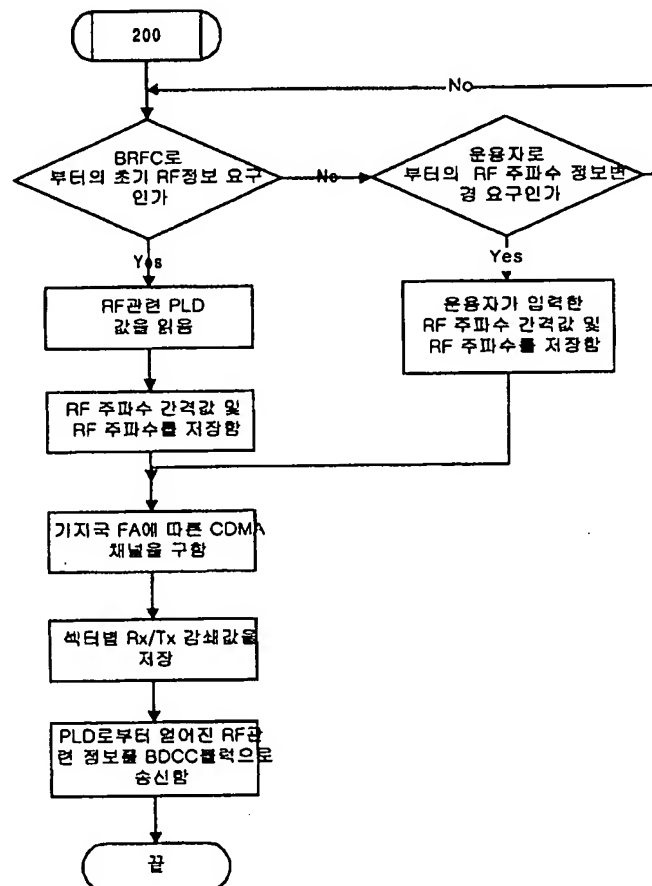 200
No
BRFC로
부터의 초기 RF정보 요구
인가
No
운용자로
부터의 RF 주파수 정보변
경 요구인가
Yes
Yes
RF관련 PLD
값을 읽음
운용자가 입력한
RF 주파수 간격값 및
RF 주파수를 저장함
RF 주파수 간격값 및
RF 주파수를 저장함
기지국 FA에 따른 CDMA
채널을 구함
섹터별 Rx/Tx 감쇄값을
저장
PLD로부터 얻어진 RF관
련 정보를 BDCC블럭으로
송신함
끝